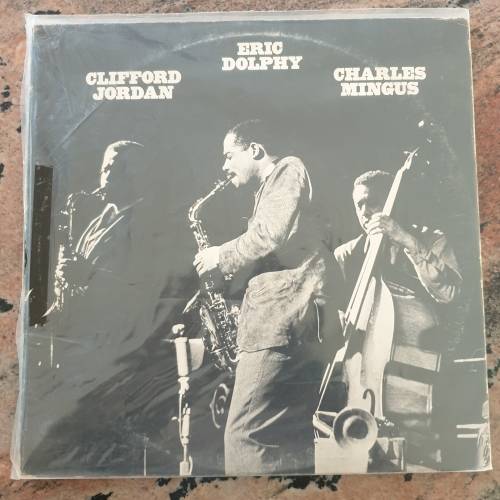 CLIFFORD
JORDAN
ERIC
DOLPHY
CHARLES
MINGUS